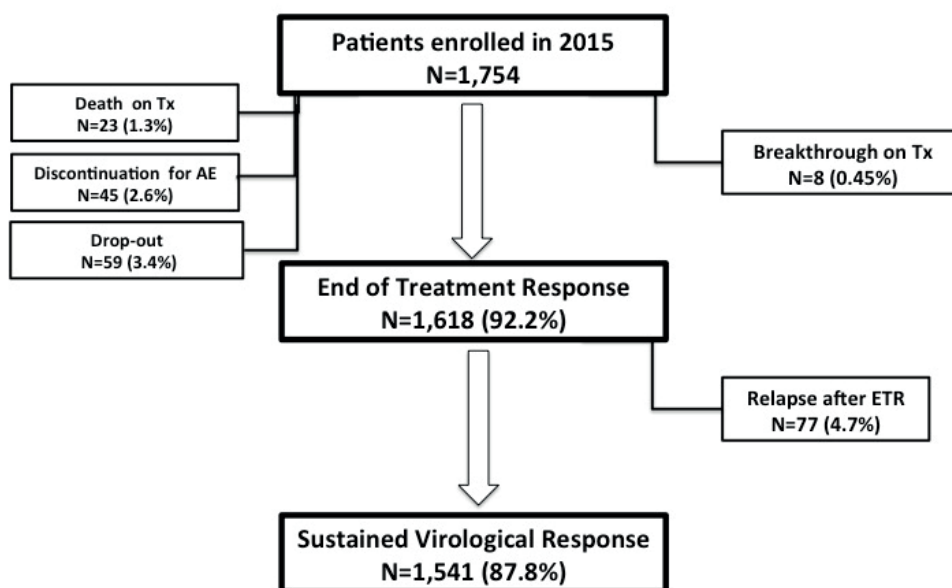 Patients enrolled in 2015
N=1,754
Death on Tx
N=23 (1.3%)
Discontinuation for AE
N=45 (2.6%)
Drop-out
N=59 (3.4%)
Breakthrough on Tx
N=8 (0.45%)
End of Treatment Response
N=1,618 (92.2%)
Relapse after ETR
N=77 (4.7%)
Sustained Virological Response
N=1,541 (87.8%)